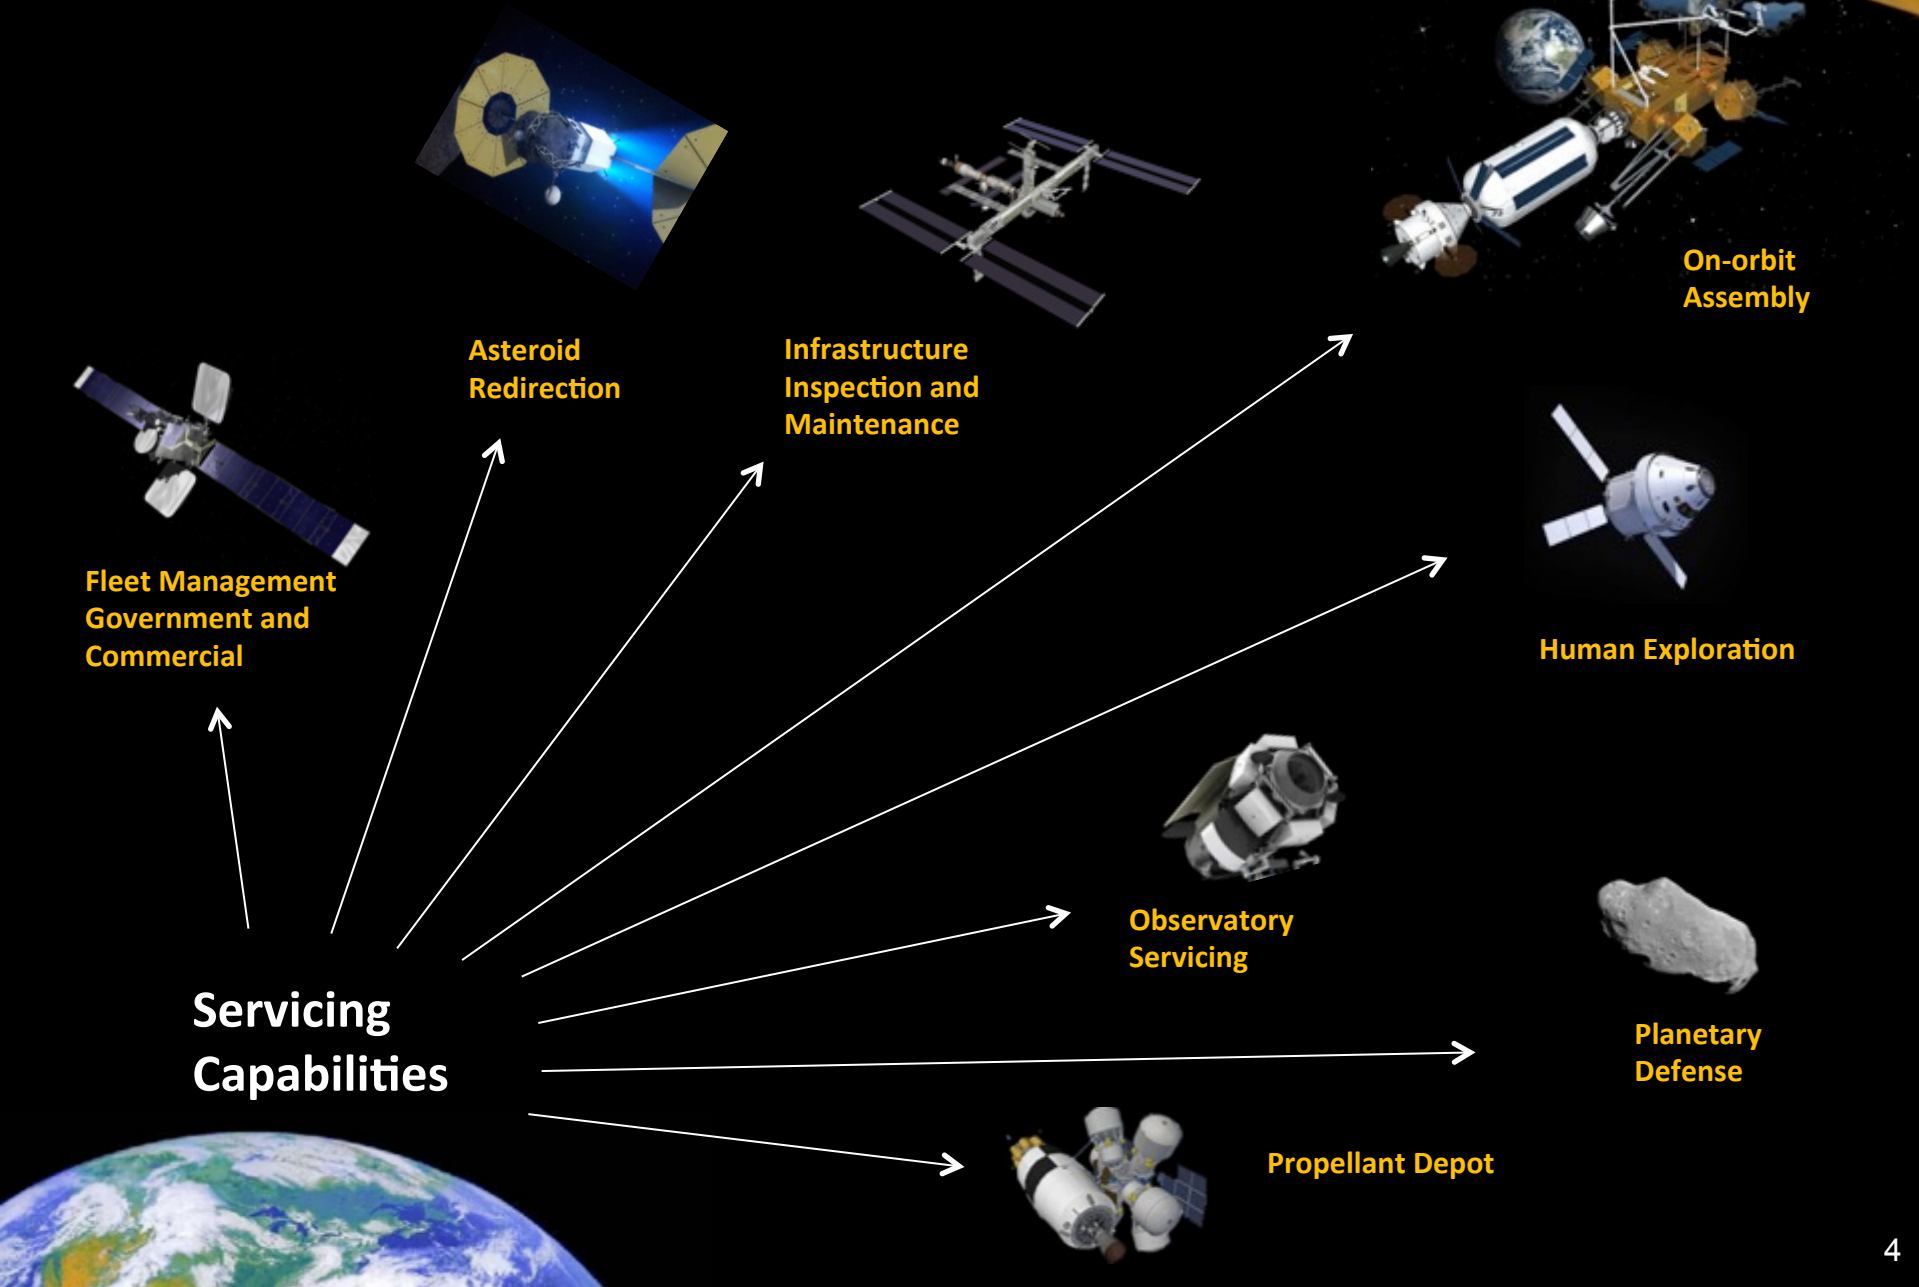 On-orbit
Assembly
Asteroid
Redirection
Infrastructure
Inspection and
Maintenance
Fleet Management
Government and
Commercial
Human Exploration
Observatory
Servicing
Servicing
Capabilities
Planetary
Defense
Propellant Depot
4